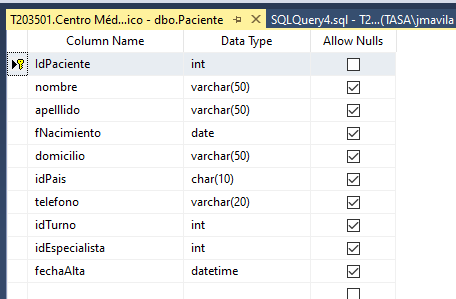 T203501.Centro Méd...ico - dbo.Paciente SQLQuery4.sql - T2...(TASA\jmavila
Column Name Data Type Allow Nulls
IdPaciente int
nombre varchar(50)
apelllido varchar(50)
fNacimiento date
domicilio varchar(50)
idPais char(10)
telefono varchar(20)
idTurno int
idEspecialista int
fechaAlta datetime